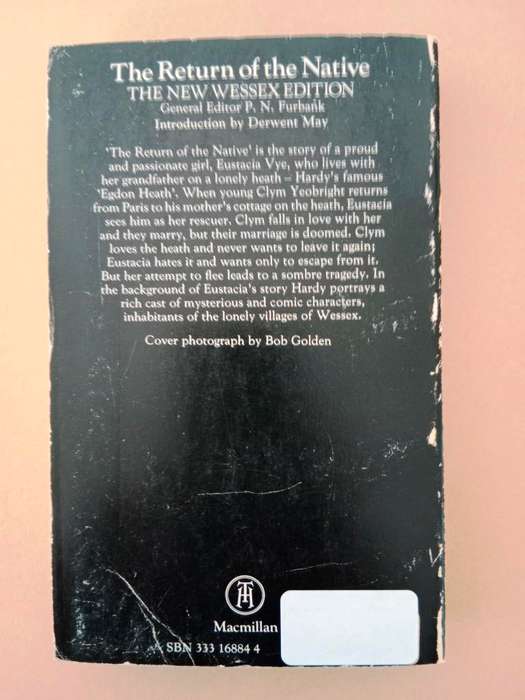 The Return of the Native
THE NEW WESSEX EDITION
General Editor P. N. Furbank
Introduction by Derwent May
'The Return of the Native' is the story of a proud
and passionate girl, Eustacia Vye, who lives with
her grandfather on a lonely heath – Hardy's famous
'Egdon Heath'. When young Clym Yeobright returns
from Paris to his mother's cottage on the heath, Eustacia
sees him as her rescuer. Clym falls in love with her
and they marry, but their marriage is doomed. Clym
loves the heath and never wants to leave it again;
Eustacia hates it and wants only to escape from it.
But her attempt to flee leads to a sombre tragedy. In
the background of Eustacia's story Hardy portrays a
rich cast of mysterious and comic characters,
inhabitants of the lonely villages of Wessex.
Cover photograph by Bob Golden
TH
Macmillan
SBN 333 16884 4